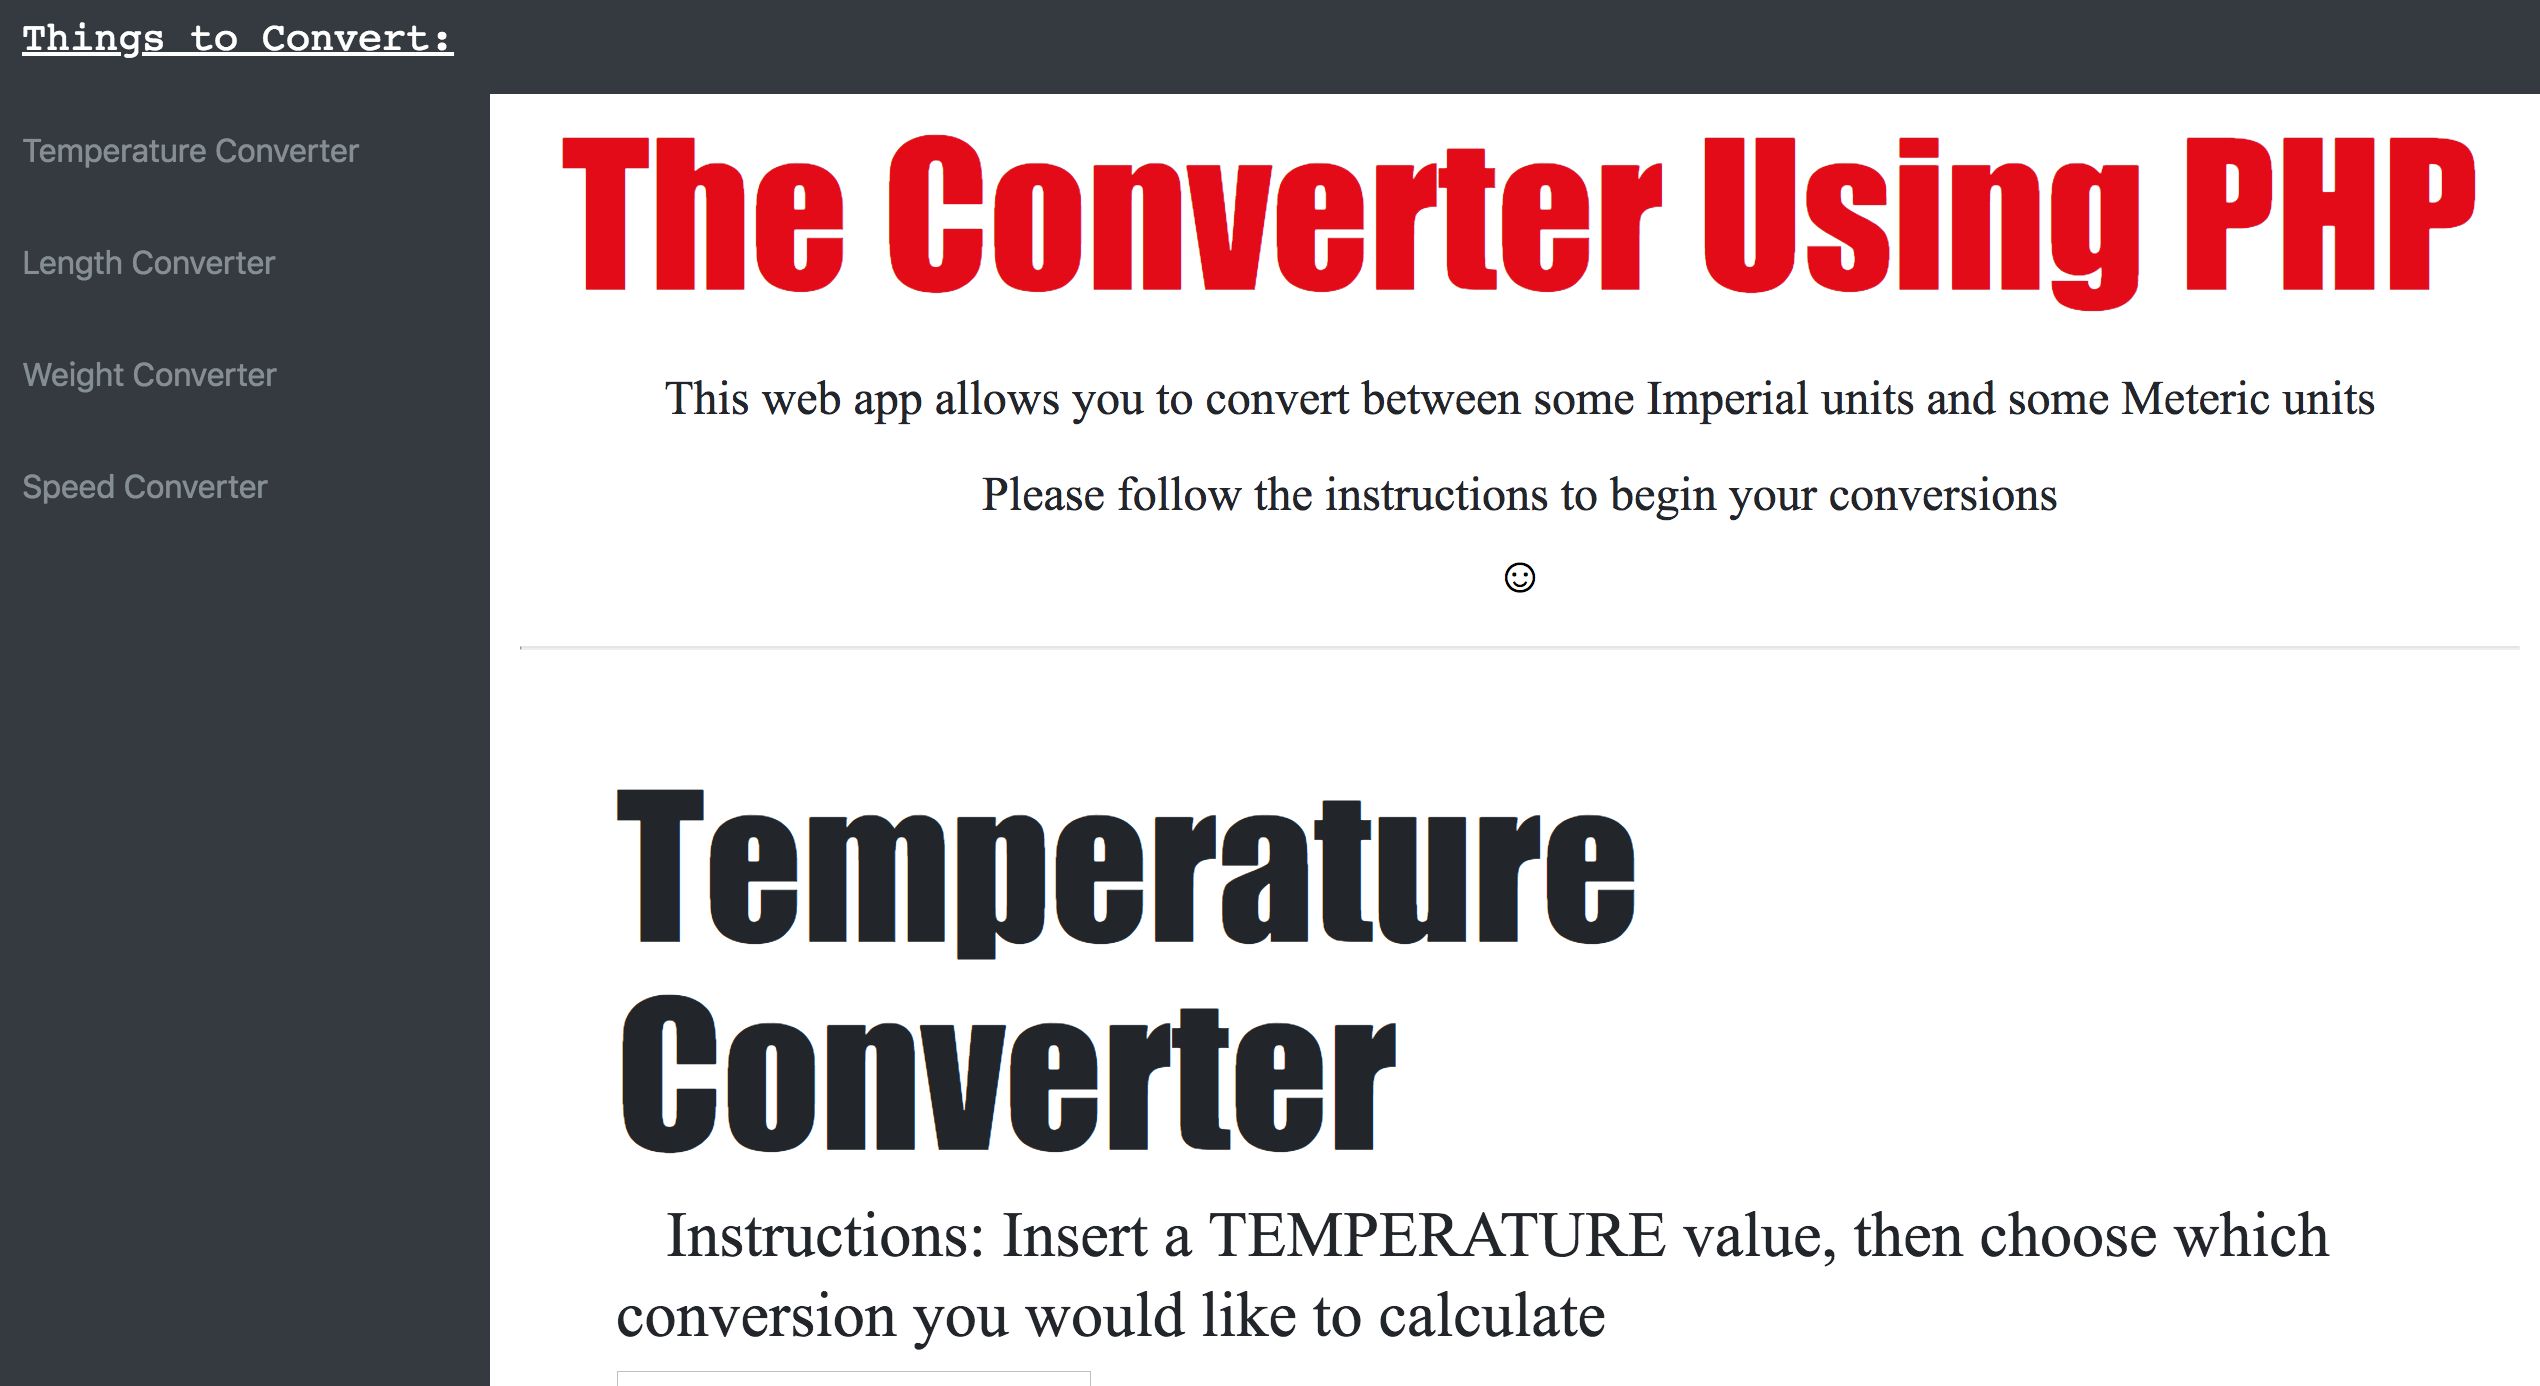 Things to Convert:
Temperature Converter
Length Converter
Weight Converter
Speed Converter
The Converter Using PHP
This web app allows you to convert between some Imperial units and some Meteric units
Please follow the instructions to begin your conversions
☺
Temperature
Converter
Instructions: Insert a TEMPERATURE value, then choose which
conversion you would like to calculate